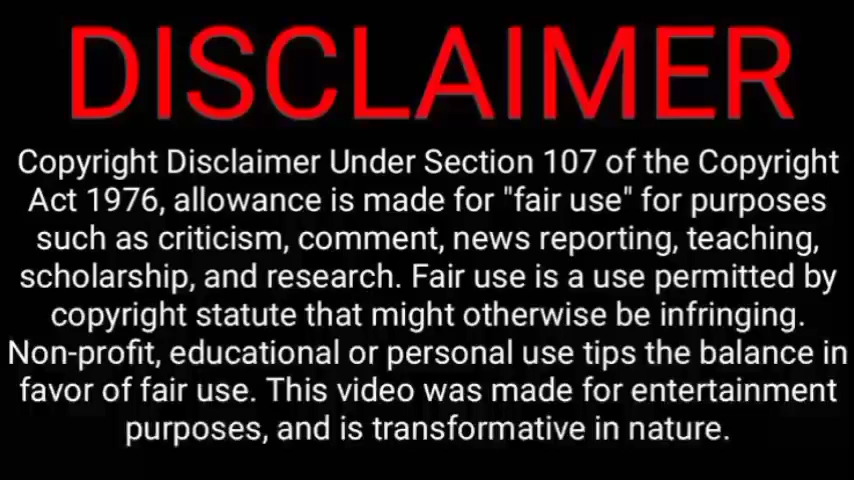 DISCLAIMER
Copyright Disclaimer Under Section 107 of the Copyright
Act 1976, allowance is made for "fair use" for purposes
such as criticism, comment, news reporting, teaching,
scholarship, and research. Fair use is a use permitted by
copyright statute that might otherwise be infringing.
Non-profit, educational or personal use tips the balance in
favor of fair use. This video was made for entertainment
purposes, and is transformative in nature.